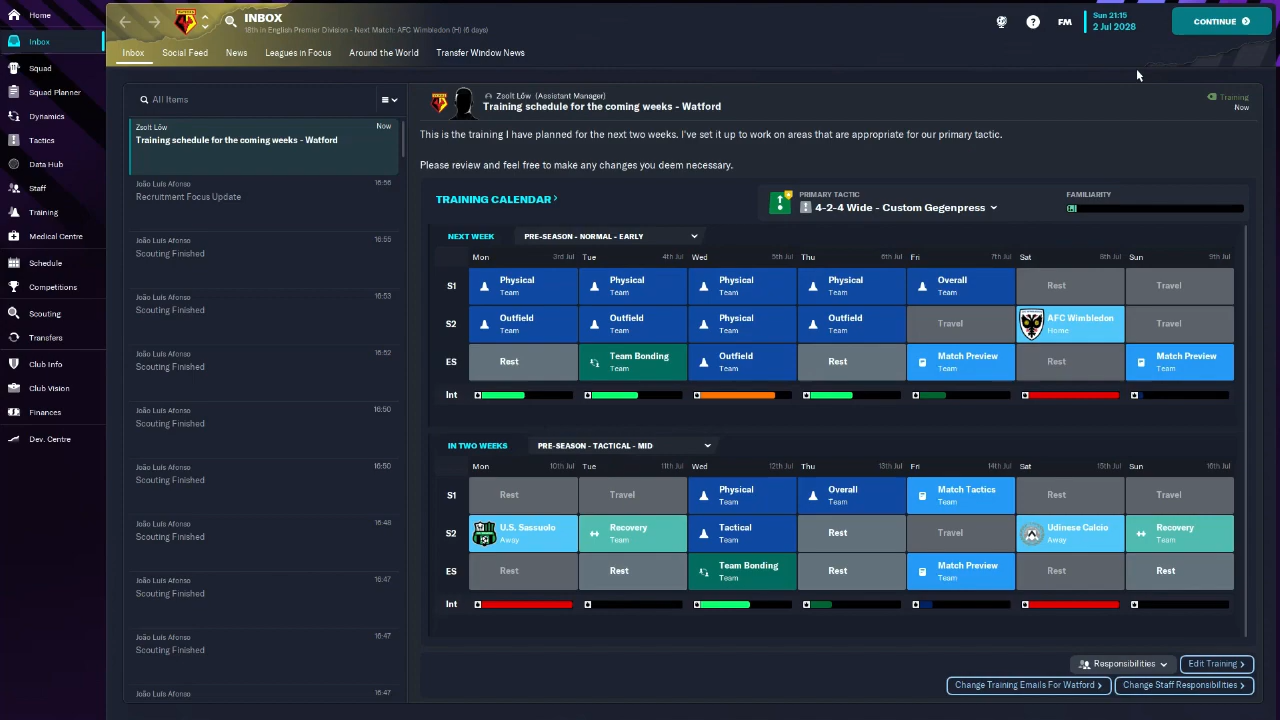 Home
Inbox
Squad
Squad Planner
Dynamics
Tactics
Data Hub
Staff
Training
Medical Centre
Schedule
Competitions
Scouting
Transfers
Club Info
Club Vision
Finances
Dev. Centre
INBOX
18th in English Premier Division - Next Match: AFC Wimbledon (H) (6 days)
FM
Sun 21:15
2 Jul 2028
CONTINUE
Inbox Social Feed News Leagues in Focus Around the World Transfer Window News
All Items
Zsolt Lőw Now
Training schedule for the coming weeks - Watford
João Luís Afonso 16:56
Recruitment Focus Update
João Luís Afonso 16:55
Scouting Finished
João Luís Afonso 16:53
Scouting Finished
João Luís Afonso 16:52
Scouting Finished
João Luís Afonso 16:50
Scouting Finished
João Luís Afonso 16:50
Scouting Finished
João Luís Afonso 16:48
Scouting Finished
João Luís Afonso 16:47
Scouting Finished
João Luís Afonso 16:47
Scouting Finished
João Luís Afonso 16:47
Zsolt Lőw (Assistant Manager)
Training schedule for the coming weeks - Watford
Training
Now
This is the training I have planned for the next two weeks. I've set it up to work on areas that are appropriate for our primary tactic.
Please review and feel free to make any changes you deem necessary.
TRAINING CALENDAR
PRIMARY TACTIC
4-2-4 Wide - Custom Gegenpress
FAMILIARITY
NEXT WEEK PRE-SEASON - NORMAL - EARLY
Mon 3rd Jul Tue 4th Jul Wed 5th Jul Thu 6th Jul Fri 7th Jul Sat 8th Jul Sun 9th Jul
S1 Physical Team Physical Team Physical Team Physical Team Overall Team Rest Travel
S2 Outfield Team Outfield Team Physical Team Outfield Team Travel AFC Wimbledon Home Travel
ES Rest Team Bonding Team Outfield Team Rest Match Preview Team Rest Match Preview Team
Int
IN TWO WEEKS PRE-SEASON - TACTICAL - MID
Mon 10th Jul Tue 11th Jul Wed 12th Jul Thu 13th Jul Fri 14th Jul Sat 15th Jul Sun 16th Jul
S1 Rest Travel Physical Team Overall Team Match Tactics Team Rest Travel
S2 U.S. Sassuolo Away Recovery Team Tactical Team Rest Travel Udinese Calcio Away Recovery Team
ES Rest Rest Team Bonding Team Rest Match Preview Team Rest Rest
Int
Responsibilities Edit Training
Change Training Emails For Watford Change Staff Responsibilities